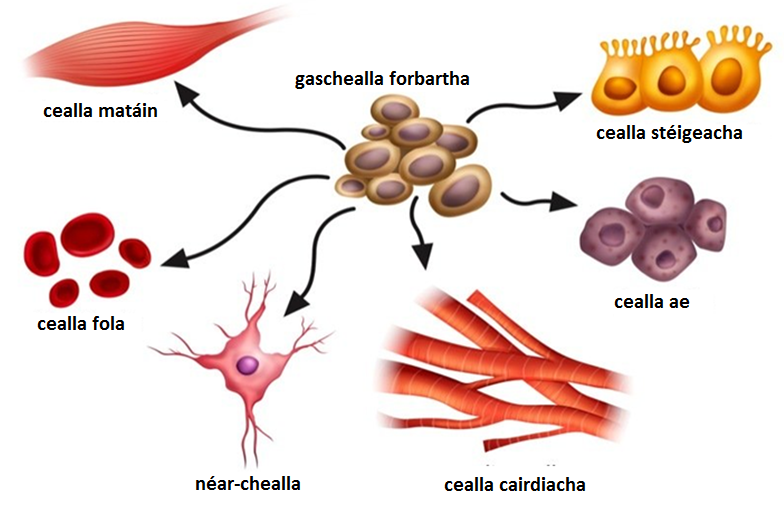 gaschealla forbartha
cealla matáin
cealla stéigeacha
cealla ae
cealla fola
néar-chealla
cealla cairdiacha